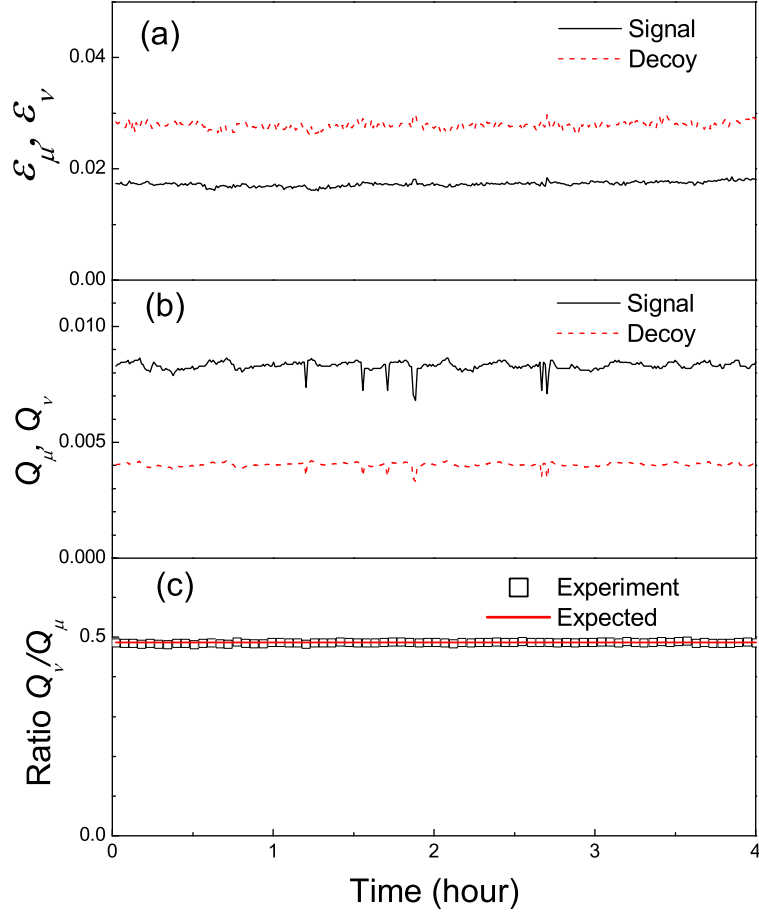 (a)
Signal
Decoy
0.04
0.02
0.00
ε_μ, ε_ν
(b)
Signal
Decoy
0.010
0.005
0.000
Q_μ, Q_ν
(c)
Experiment
Expected
0.5
0.0
Ratio Q_ν/Q_μ
0 1 2 3 4
Time (hour)